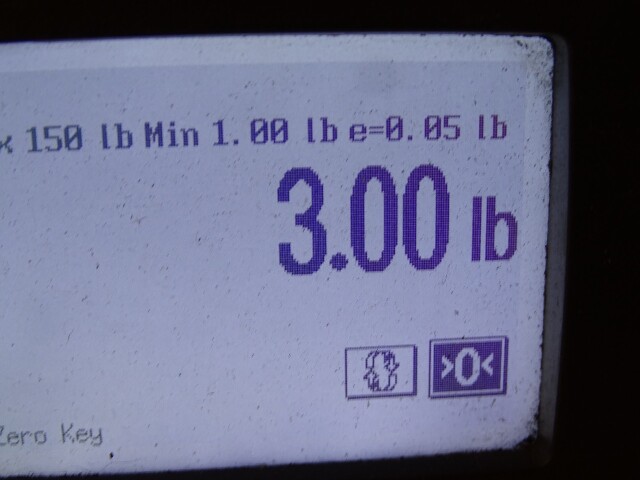 150 lb Min 1.00 lb e=0.05 lb
3.00 lb
>0<
Zero Key